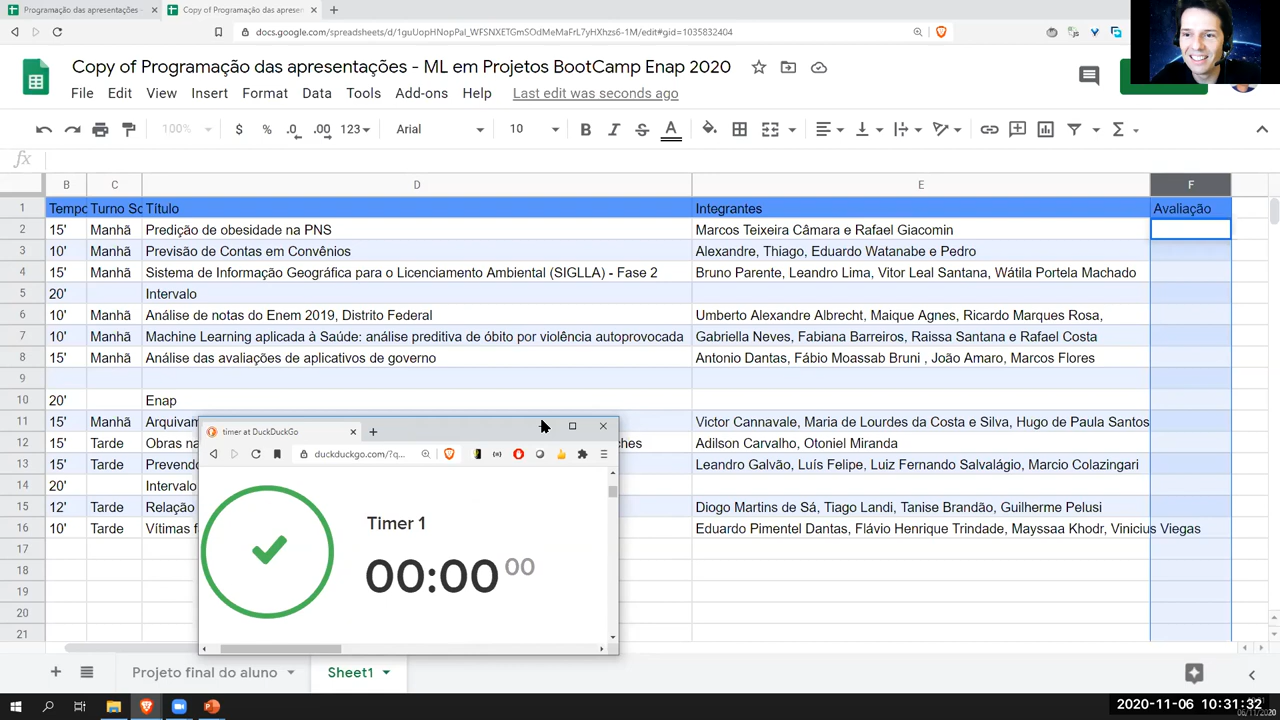 Programação das apresentações -
Copy of Programação das apresen
docs.google.com/spreadsheets/d/1guUopHNopPal_WFSNXETGmSOdMeMaFrL7yHXhzs6-1M/edit#gid=1035832404
Copy of Programação das apresentações - ML em Projetos BootCamp Enap 2020
File Edit View Insert Format Data Tools Add-ons Help Last edit was seconds ago
100% $ % .0 .00 123 Arial 10 B I S A
fx
B C D E F
1 Tempo Turno So Título Integrantes Avaliação
2 15' Manhã Predição de obesidade na PNS Marcos Teixeira Câmara e Rafael Giacomin
3 10' Manhã Previsão de Contas em Convênios Alexandre, Thiago, Eduardo Watanabe e Pedro
4 15' Manhã Sistema de Informação Geográfica para o Licenciamento Ambiental (SIGLLA) - Fase 2 Bruno Parente, Leandro Lima, Vitor Leal Santana, Wátila Portela Machado
5 20' Intervalo
6 10' Manhã Análise de notas do Enem 2019, Distrito Federal Umberto Alexandre Albrecht, Maique Agnes, Ricardo Marques Rosa,
7 10' Manhã Machine Learning aplicada à Saúde: análise preditiva de óbito por violência autoprovocada Gabriella Neves, Fabiana Barreiros, Raissa Santana e Rafael Costa
8 15' Manhã Análise das avaliações de aplicativos de governo Antonio Dantas, Fábio Moassab Bruni , João Amaro, Marcos Flores
9
10 20' Enap
11 15' Manhã Arquivam Victor Cannavale, Maria de Lourdes da Costa e Silva, Hugo de Paula Santos
12 15' Tarde Obras na ches Adilson Carvalho, Otoniel Miranda
13 15' Tarde Prevendo Leandro Galvão, Luís Felipe, Luiz Fernando Salvalágio, Marcio Colazingari
14 20' Intervalo
15 12' Tarde Relação Diogo Martins de Sá, Tiago Landi, Tanise Brandão, Guilherme Pelusi
16 10' Tarde Vítimas f Eduardo Pimentel Dantas, Flávio Henrique Trindade, Mayssaa Khodr, Vinicius Viegas
17
18
19
20
21
timer at DuckDuckGo
duckduckgo.com/?q...
Timer 1
00:00 00
Projeto final do aluno Sheet1
2020-11-06 10:31:32
06/11/2020